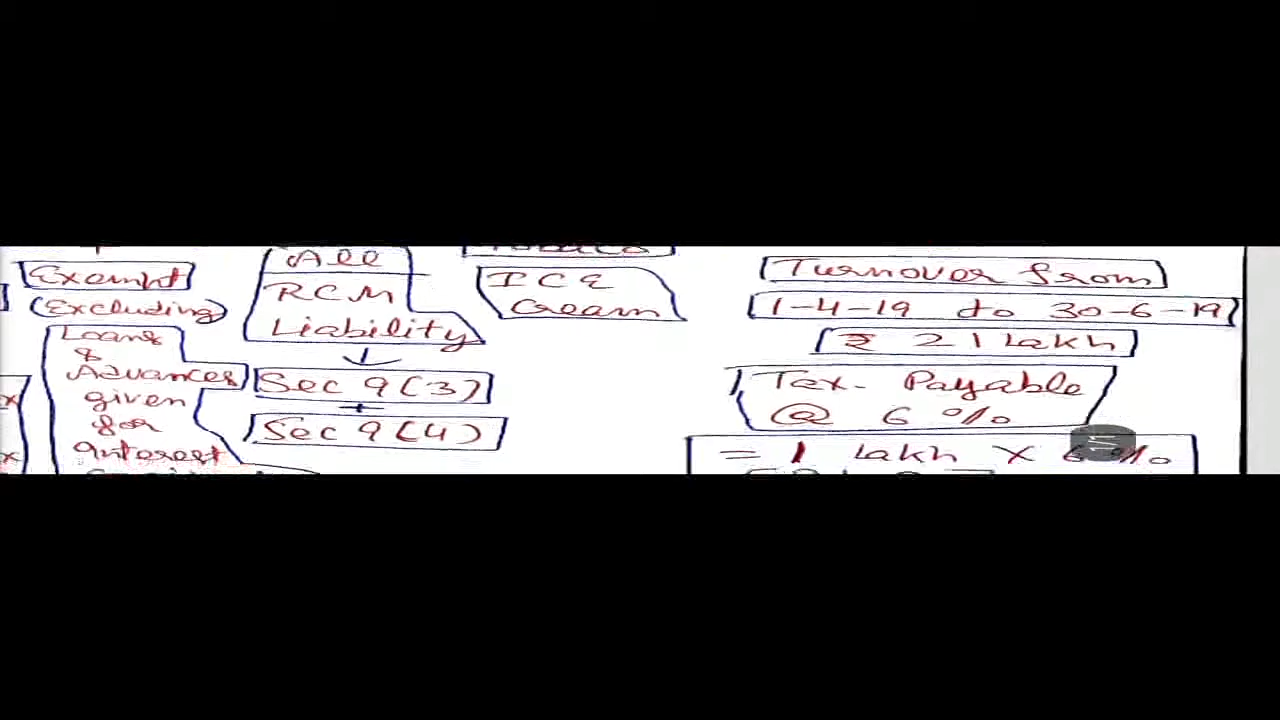 Exempt
(Excluding)
Loans
&
Advances
given
for
Interest
All
RCM
Liability
Sec 9 (3)
+
Sec 9 (4)
ICE
Cream
Turnover from
1-4-19 to 30-6-19
₹ 21 lakh
Tax Payable
@ 6 %
= 1 lakh × 6 %